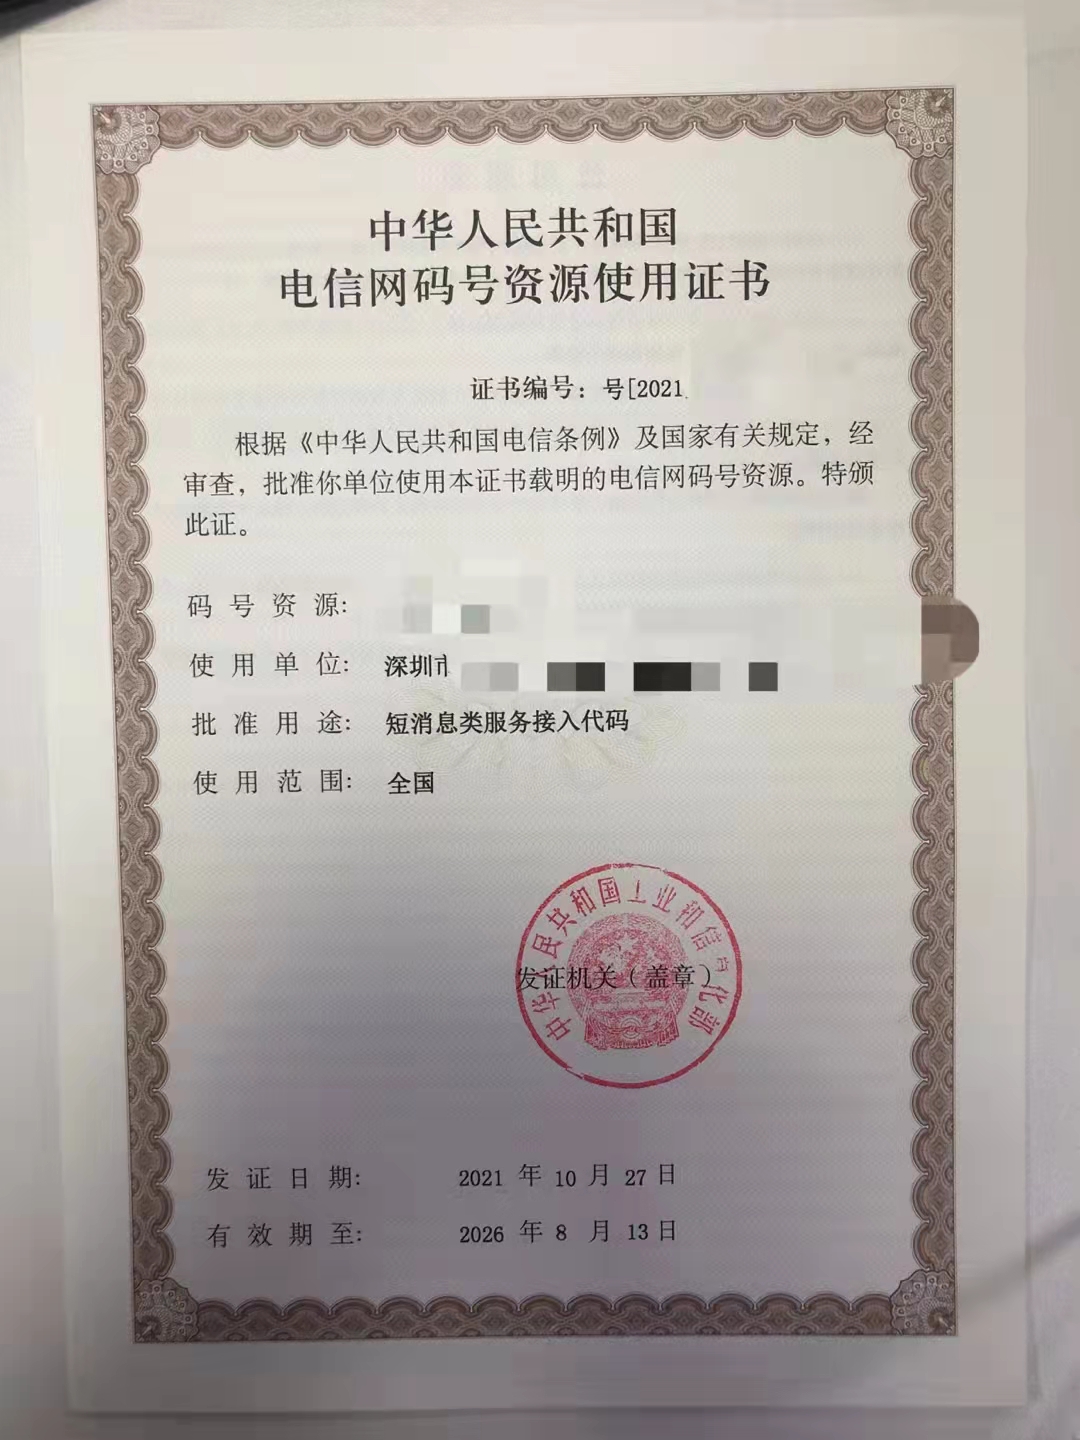 中华人民共和国
电信网码号资源使用证书
证书编号：号[2021
根据《中华人民共和国电信条例》及国家有关规定，经
审查，批准你单位使用本证书载明的电信网码号资源。特颁
此证。
码号资源:
使用单位: 深圳市
批准用途: 短消息类服务接入代码
使用范围: 全国
中华人民共和国工业和信息化部
发证机关（盖章）
发证日期: 2021 年 10 月 27 日
有效期至: 2026 年 8 月 13 日